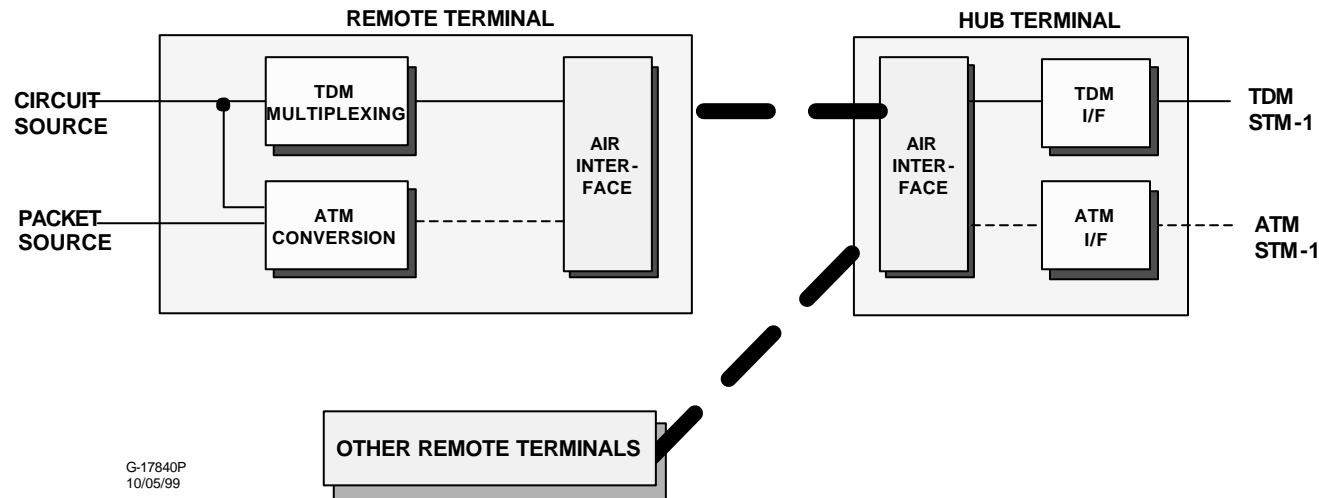 REMOTE TERMINAL
HUB TERMINAL
CIRCUIT
SOURCE
TDM
MULTIPLEXING
AIR
INTER-
FACE
PACKET
SOURCE
ATM
CONVERSION
AIR
INTER-
FACE
TDM
I/F
TDM
STM-1
ATM
I/F
ATM
STM-1
OTHER REMOTE TERMINALS
G-17840P
10/05/99